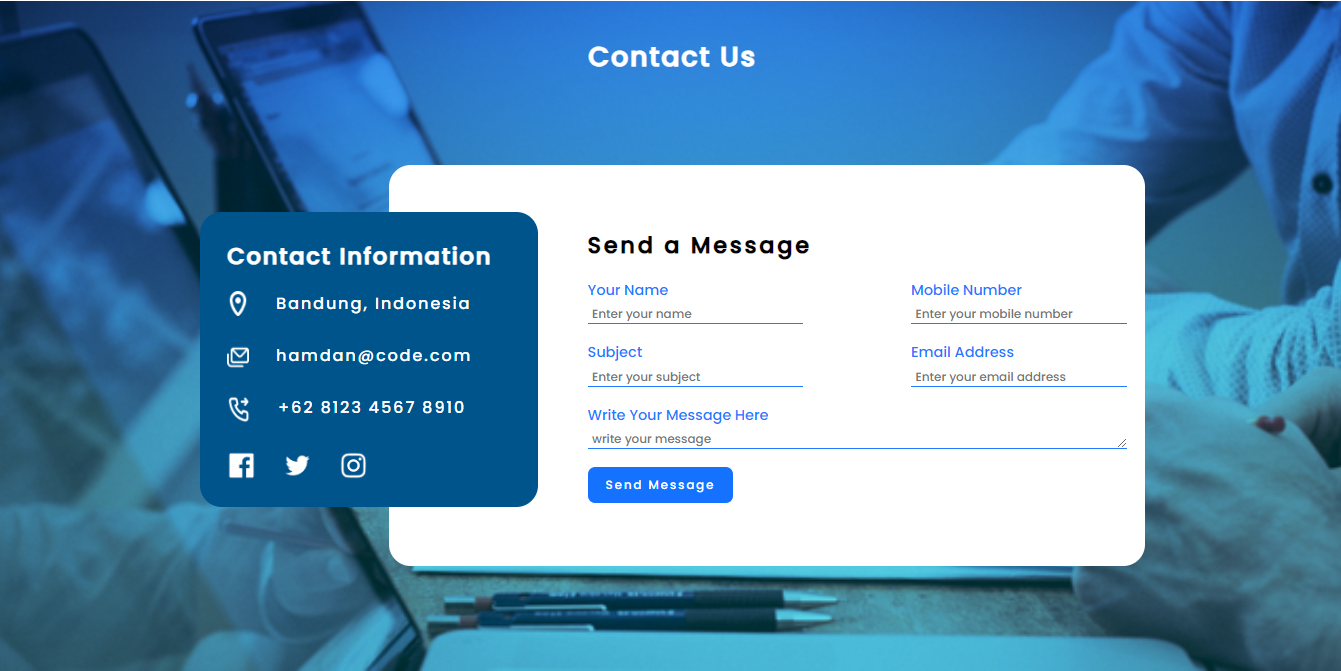 Contact Us
Contact Information
Bandung, Indonesia
hamdan@code.com
+62 8123 4567 8910
Send a Message
Your Name
Enter your name
Mobile Number
Enter your mobile number
Subject
Enter your subject
Email Address
Enter your email address
Write Your Message Here
write your message
Send Message